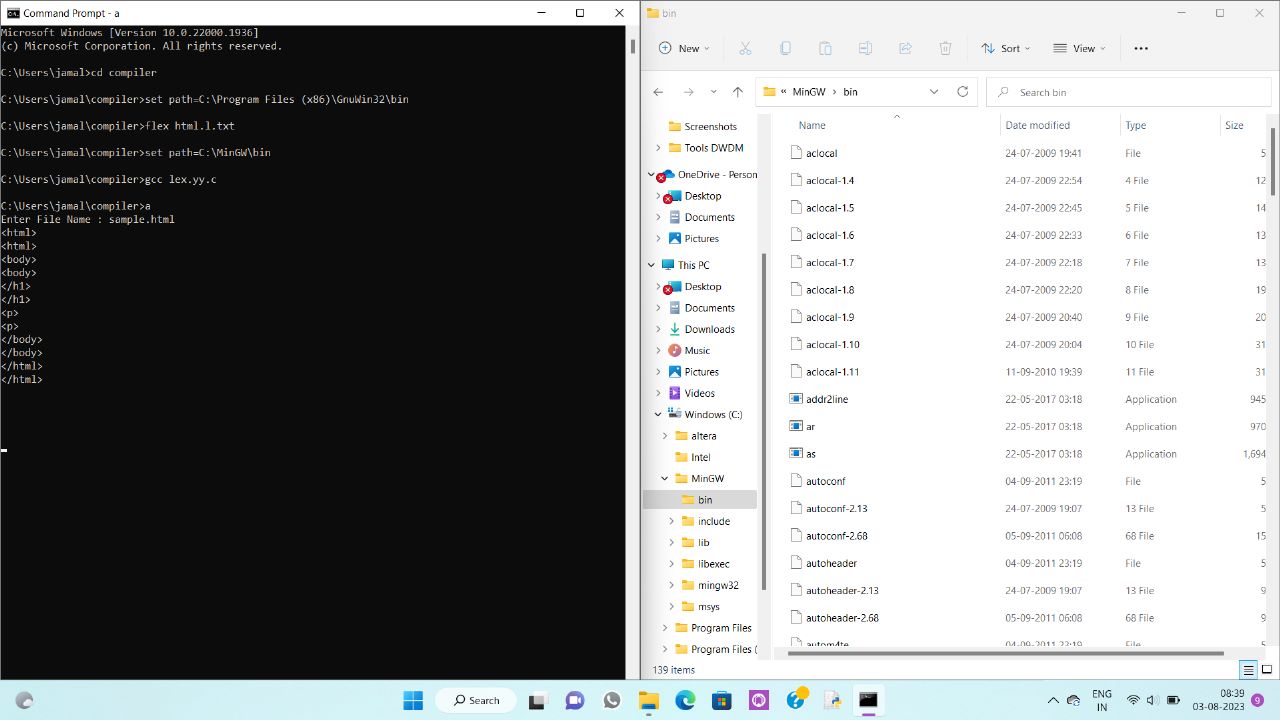 Command Prompt - a
Microsoft Windows [Version 10.0.22000.1936]
(c) Microsoft Corporation. All rights reserved.
C:\Users\jamal>cd compiler
C:\Users\jamal\compiler>set path=C:\Program Files (x86)\GnuWin32\bin
C:\Users\jamal\compiler>flex html.l.txt
C:\Users\jamal\compiler>set path=C:\MinGW\bin
C:\Users\jamal\compiler>gcc lex.yy.c
C:\Users\jamal\compiler>a
Enter File Name : sample.html
<html>
<html>
<body>
<body>
</h1>
</h1>
<p>
<p>
</body>
</body>
</html>
</html>
bin
New
Sort
View
MinGW > bin
Search bin
Screenshots
Tools DWDM
OneDrive - Person
Desktop
Documents
Pictures
This PC
Desktop
Documents
Downloads
Music
Pictures
Videos
Windows (C:)
altera
Intel
MinGW
bin
include
lib
libexec
mingw32
msys
Program Files
Program Files (
Name Date modified Type Size
aclocal 24-07-2009 19:41 File 5
aclocal-1.4 24-07-2009 22:54 4 File 12
aclocal-1.5 24-07-2009 22:45 5 File 14
aclocal-1.6 24-07-2009 22:33 6 File 13
aclocal-1.7 24-07-2009 22:18 7 File 13
aclocal-1.8 24-07-2009 22:20 8 File 19
aclocal-1.9 24-07-2009 20:40 9 File 20
aclocal-1.10 24-07-2009 20:04 10 File 31
aclocal-1.11 11-09-2010 19:39 11 File 31
addr2line 22-05-2017 03:18 Application 945
ar 22-05-2017 03:18 Application 970
as 22-05-2017 03:18 Application 1,694
autoconf 04-09-2011 23:19 File 5
autoconf-2.13 24-07-2009 19:07 13 File 5
autoconf-2.68 05-09-2011 06:08 68 File 15
autoheader 04-09-2011 23:19 File 5
autoheader-2.13 24-07-2009 19:07 13 File 9
autoheader-2.68 05-09-2011 06:08 68 File 9
autom4te 04-09-2011 23:19 File 5
139 items
Search
ENG
IN
08:39
03-08-2023
9